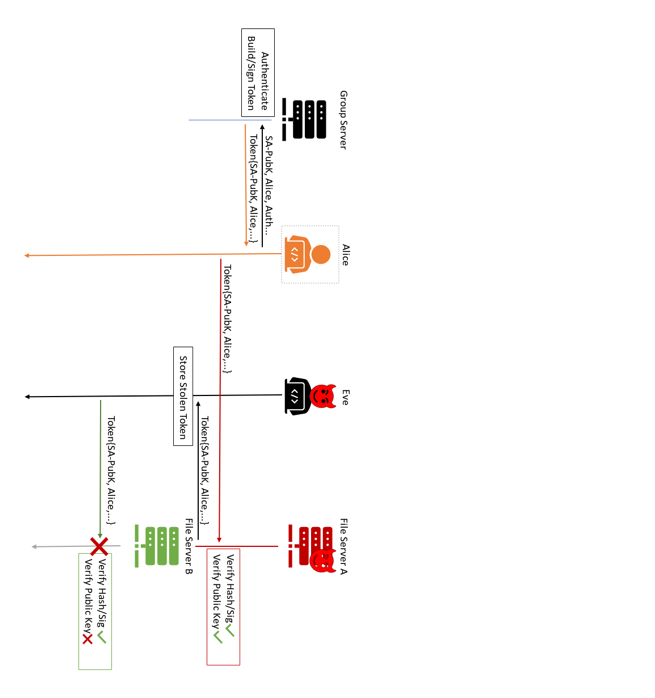 Group Server
Alice
Eve
File Server A
Authenticate
Build/Sign Token
SA-PubK, Alice, Auth...
Token{SA-PubK, Alice,...}
Token{SA-PubK, Alice,...}
Verify Hash/Sig
Verify Public Key
Token{SA-PubK, Alice,...}
Store Stolen Token
File Server B
Token{SA-PubK, Alice,...}
Verify Hash/Sig
Verify Public Key